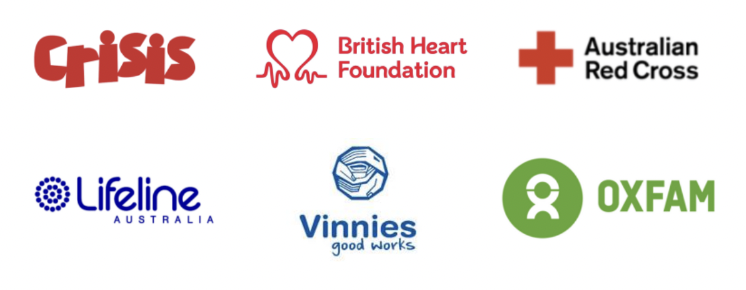 Crisis
British Heart
Foundation
Australian
Red Cross
Lifeline
AUSTRALIA
Vinnies
good works
OXFAM